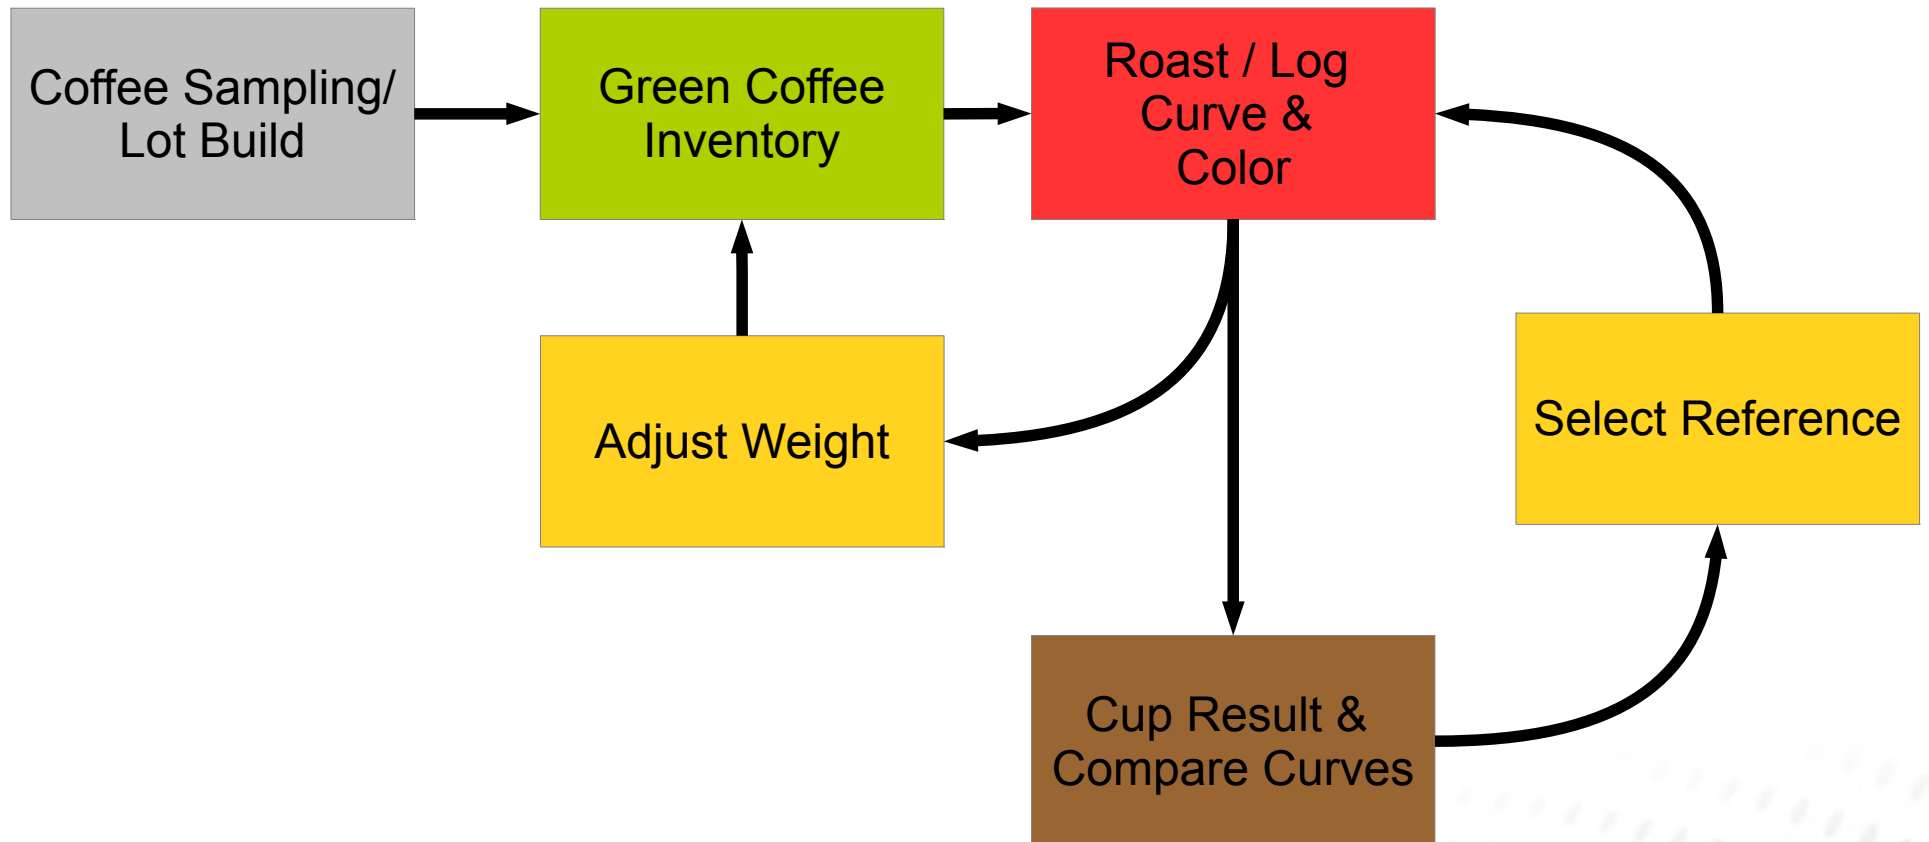 Coffee Sampling/
Lot Build
Green Coffee
Inventory
Roast / Log
Curve &
Color
Adjust Weight
Select Reference
Cup Result &
Compare Curves